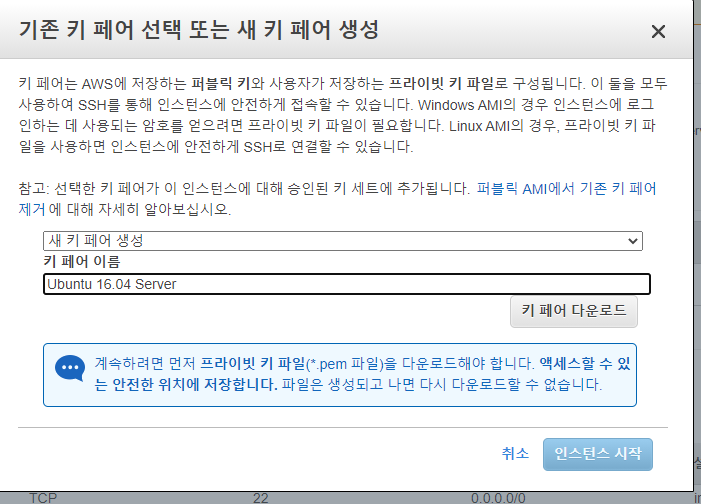 기존 키 페어 선택 또는 새 키 페어 생성
키 페어는 AWS에 저장하는 퍼블릭 키와 사용자가 저장하는 프라이빗 키 파일로 구성됩니다. 이 둘을 모두
사용하여 SSH를 통해 인스턴스에 안전하게 접속할 수 있습니다. Windows AMI의 경우 인스턴스에 로그
인하는 데 사용되는 암호를 얻으려면 프라이빗 키 파일이 필요합니다. Linux AMI의 경우, 프라이빗 키 파
일을 사용하면 인스턴스에 안전하게 SSH로 연결할 수 있습니다.
참고: 선택한 키 페어가 이 인스턴스에 대해 승인된 키 세트에 추가됩니다. 퍼블릭 AMI에서 기존 키 페어
제거에 대해 자세히 알아보십시오.
새 키 페어 생성
키 페어 이름
Ubuntu 16.04 Server
키 페어 다운로드
계속하려면 먼저 프라이빗 키 파일(*.pem 파일)을 다운로드해야 합니다. 액세스할 수 있
는 안전한 위치에 저장합니다. 파일은 생성되고 나면 다시 다운로드할 수 없습니다.
취소 인스턴스 시작
TCP 22 0.0.0.0/0